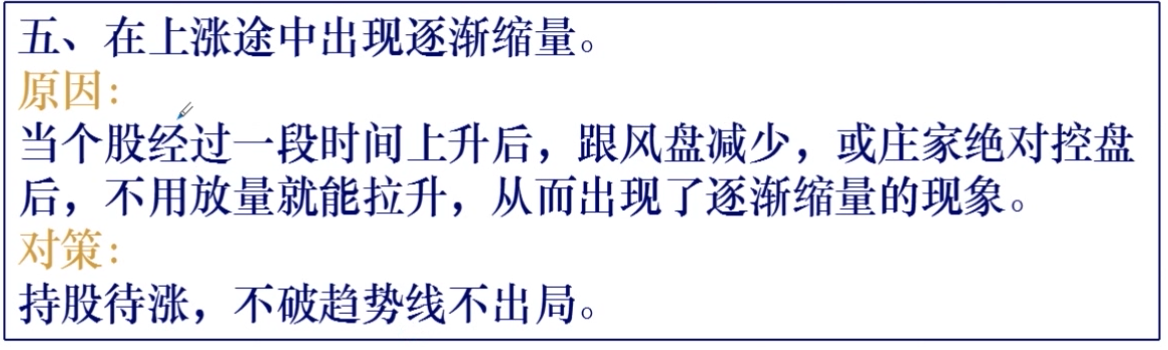 五、在上涨途中出现逐渐缩量。
原因：
当个股经过一段时间上升后，跟风盘减少，或庄家绝对控盘
后，不用放量就能拉升，从而出现了逐渐缩量的现象。
对策：
持股待涨，不破趋势线不出局。